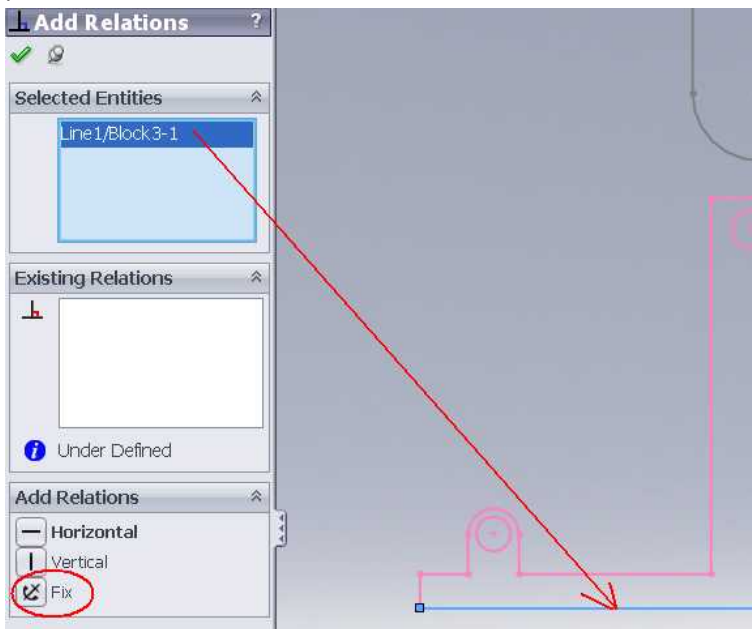 Add Relations ?
Selected Entities
Line1/Block3-1
Existing Relations
Under Defined
Add Relations
Horizontal
Vertical
Fix